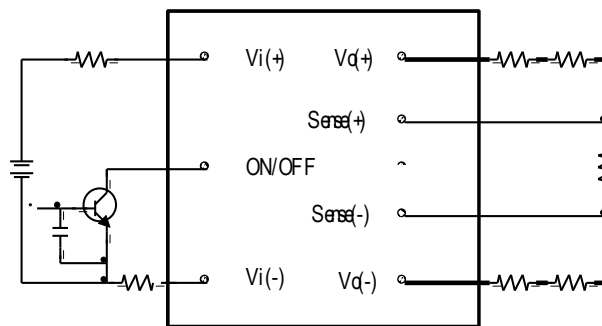 Vi(+) Vo(+)
Sense(+)
ON/OFF
Sense(-)
Vi(-) Vo(-)